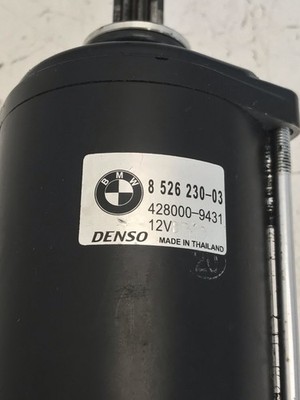 BMW
8 526 230-03
428000-9431
12V
DENSO
MADE IN THAILAND